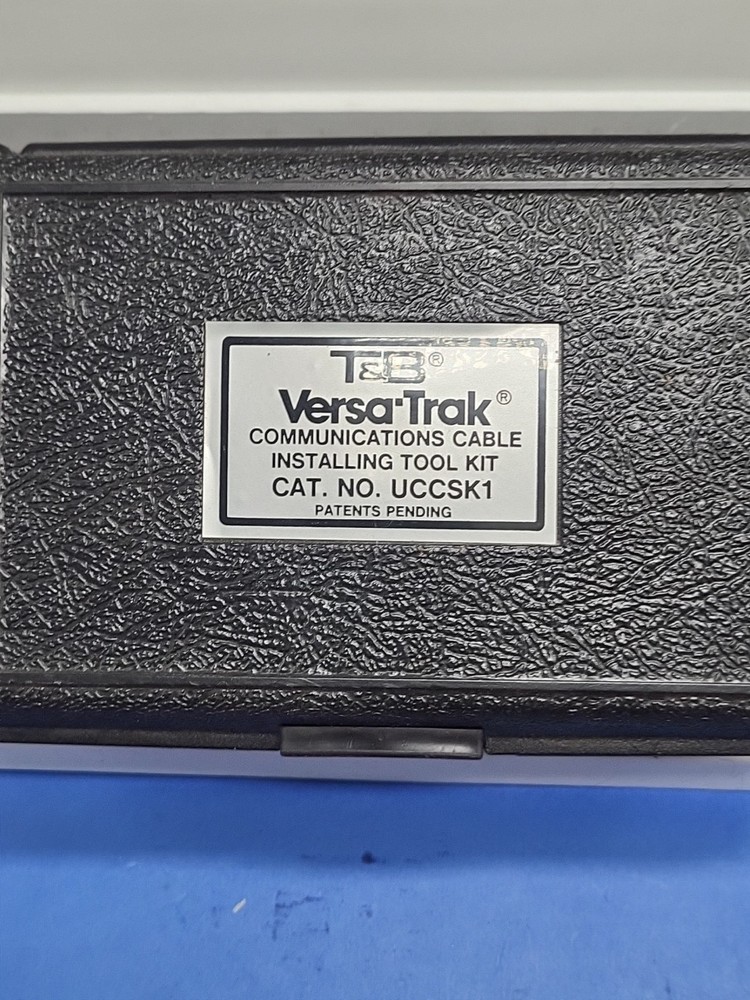 T&B®
Versa-Trak®
COMMUNICATIONS CABLE
INSTALLING TOOL KIT
CAT. NO. UCCSK1
PATENTS PENDING